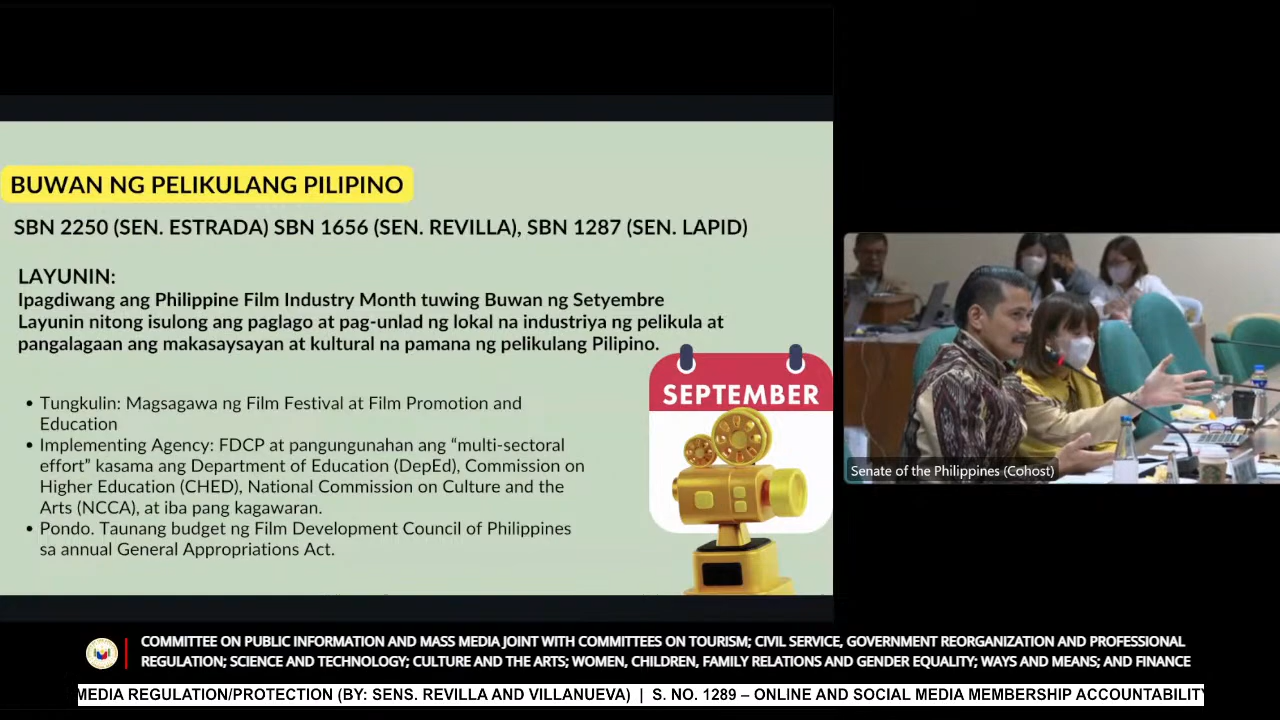 BUWAN NG PELIKULANG PILIPINO
SBN 2250 (SEN. ESTRADA) SBN 1656 (SEN. REVILLA), SBN 1287 (SEN. LAPID)
LAYUNIN:
Ipagdiwang ang Philippine Film Industry Month tuwing Buwan ng Setyembre
Layunin nitong isulong ang paglago at pag-unlad ng lokal na industriya ng pelikula at
pangalagaan ang makasaysayan at kultural na pamana ng pelikulang Pilipino.
• Tungkulin: Magsagawa ng Film Festival at Film Promotion and
Education
• Implementing Agency: FDCP at pangungunahan ang “multi-sectoral
effort” kasama ang Department of Education (DepEd), Commission on
Higher Education (CHED), National Commission on Culture and the
Arts (NCCA), at iba pang kagawaran.
• Pondo. Taunang budget ng Film Development Council of Philippines
sa annual General Appropriations Act.
SEPTEMBER
Senate of the Philippines (Cohost)
COMMITTEE ON PUBLIC INFORMATION AND MASS MEDIA JOINT WITH COMMITTEES ON TOURISM; CIVIL SERVICE, GOVERNMENT REORGANIZATION AND PROFESSIONAL
REGULATION; SCIENCE AND TECHNOLOGY; CULTURE AND THE ARTS; WOMEN, CHILDREN, FAMILY RELATIONS AND GENDER EQUALITY; WAYS AND MEANS; AND FINANCE
MEDIA REGULATION/PROTECTION (BY: SENS. REVILLA AND VILLANUEVA) | S. NO. 1289 – ONLINE AND SOCIAL MEDIA MEMBERSHIP ACCOUNTABILITY